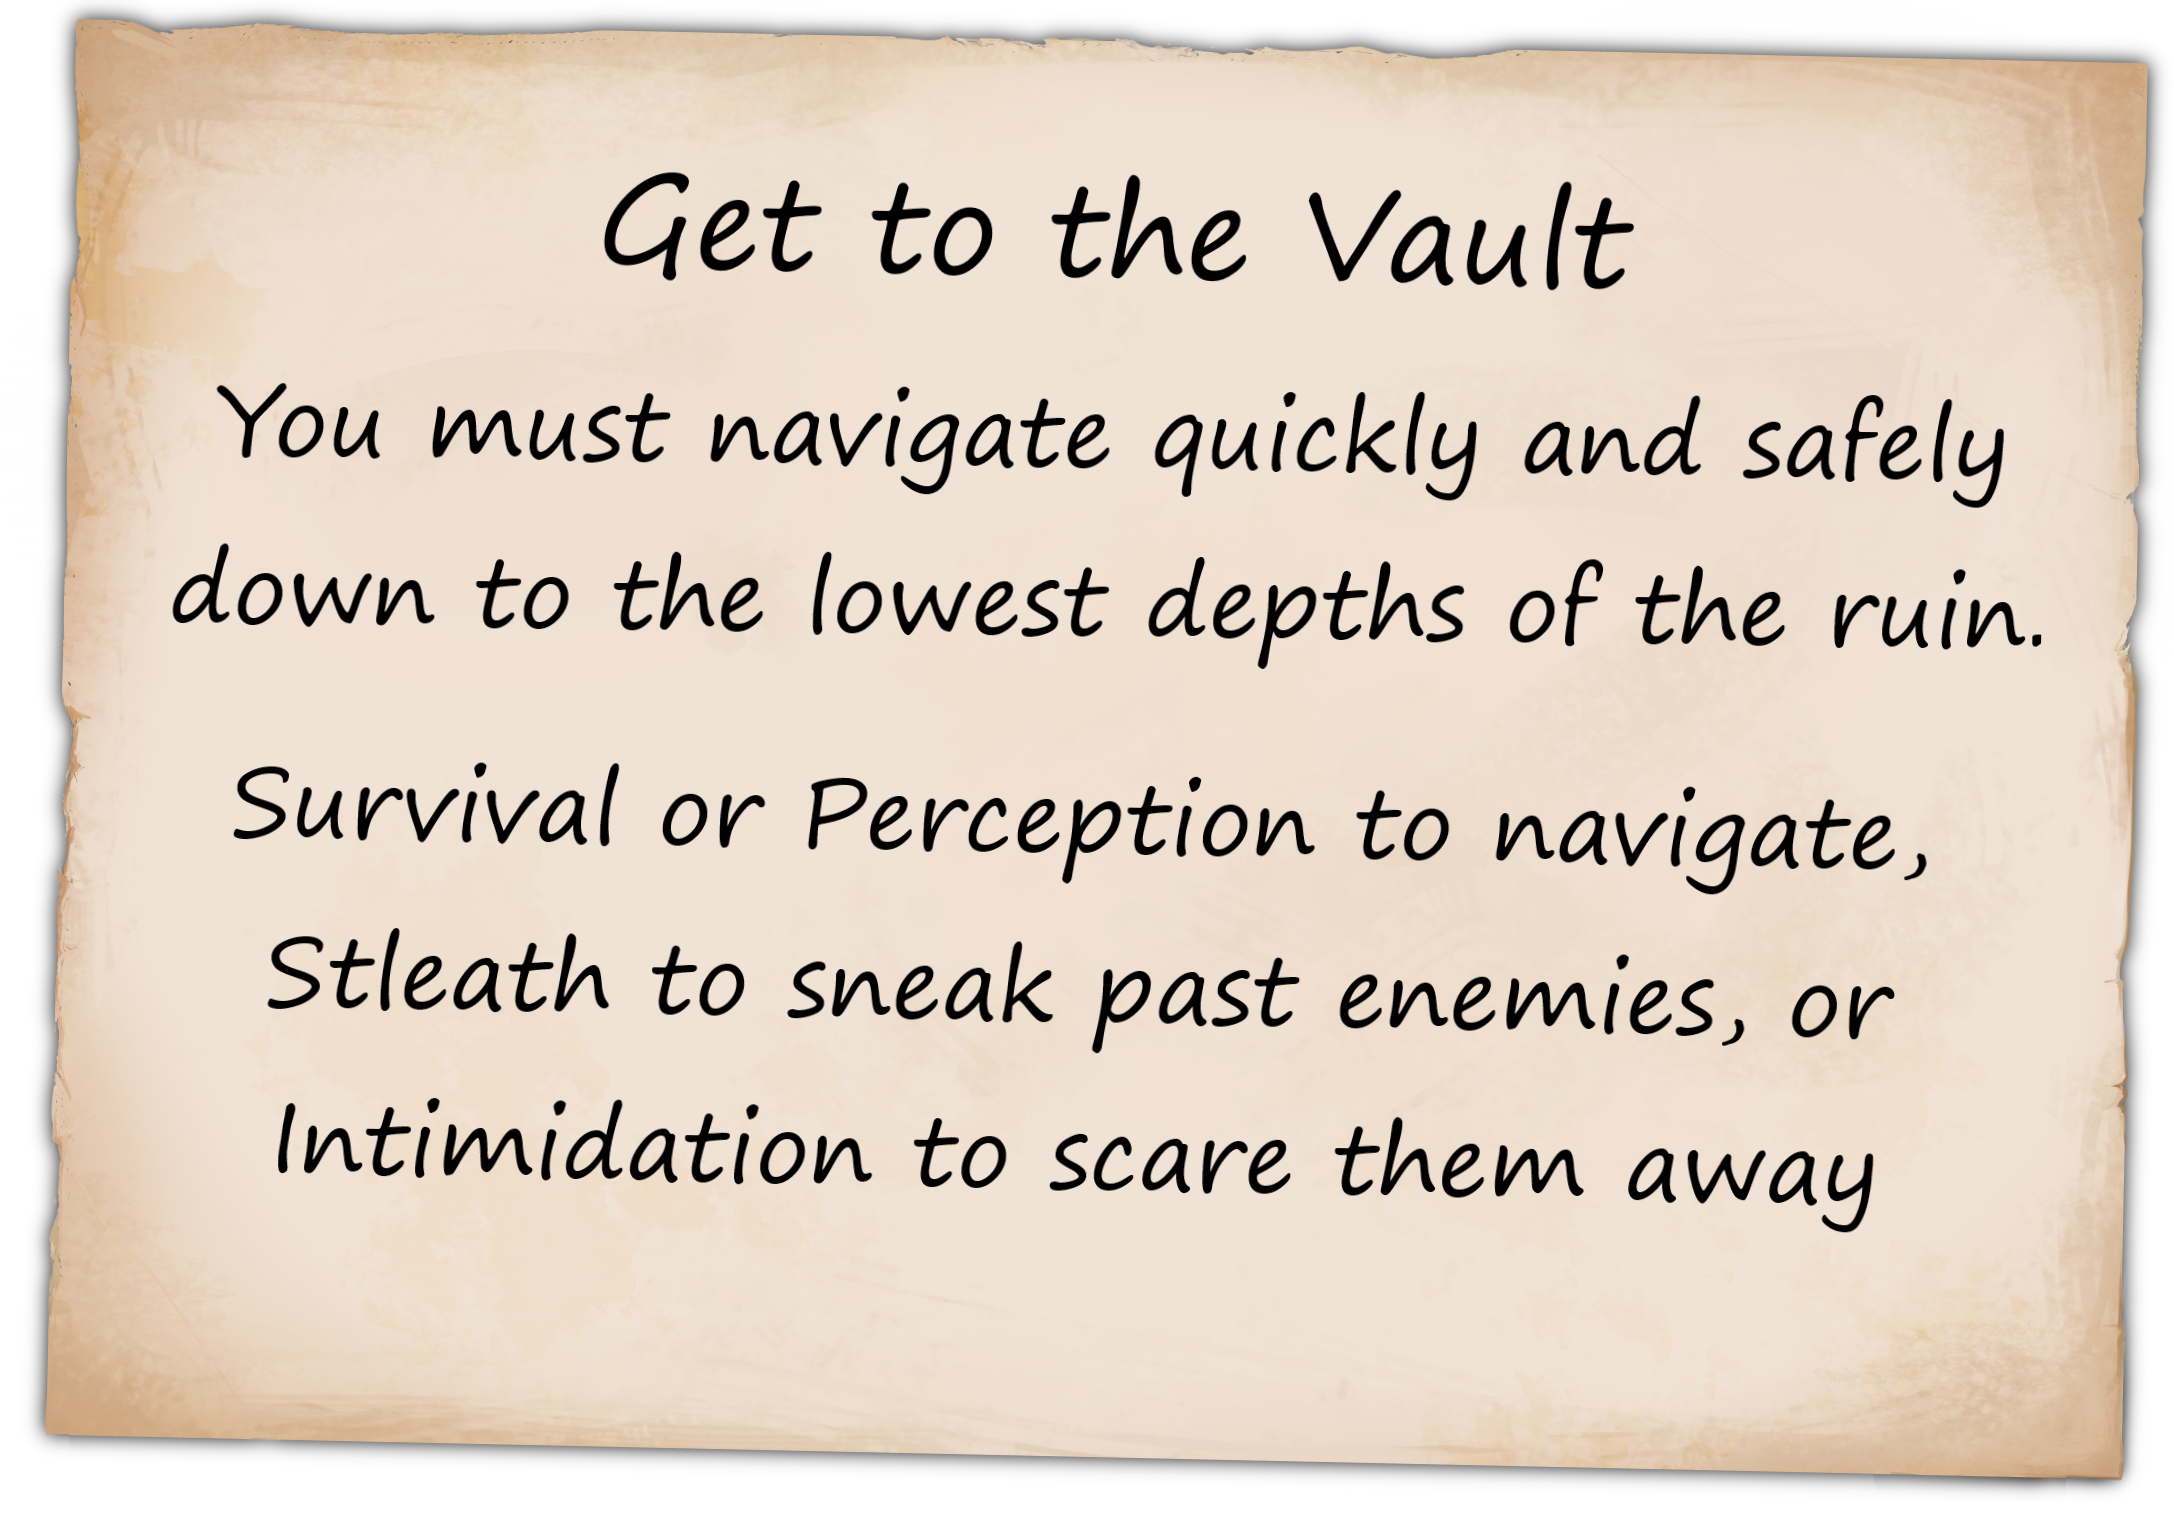 Get to the Vault
You must navigate quickly and safely
down to the lowest depths of the ruin.
Survival or Perception to navigate,
Stleath to sneak past enemies, or
Intimidation to scare them away